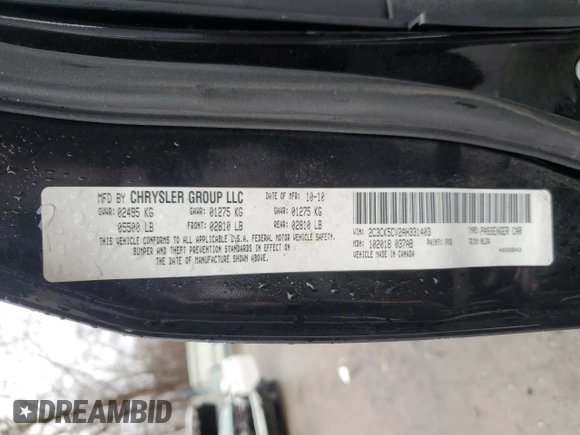 MFD BY CHRYSLER GROUP LLC DATE OF MFR: 10-10
GVWR: 02495 KG GAWR: 01275 KG GAWR: 01275 KG
05500 LB FRONT: 02810 LB REAR: 02810 LB
THIS VEHICLE CONFORMS TO ALL APPLICABLE U.S.A. FEDERAL MOTOR VEHICLE SAFETY,
BUMPER AND THEFT PREVENTION STANDARDS IN EFFECT ON
THE DATE OF MANUFACTURE SHOWN ABOVE.
VIN: 2C3CK5CV2AH331403 TYPE: PASSENGER CAR
MDH: 102018 037AB PAINT: TRIM:
MADE IN CANADA
DREAMBID